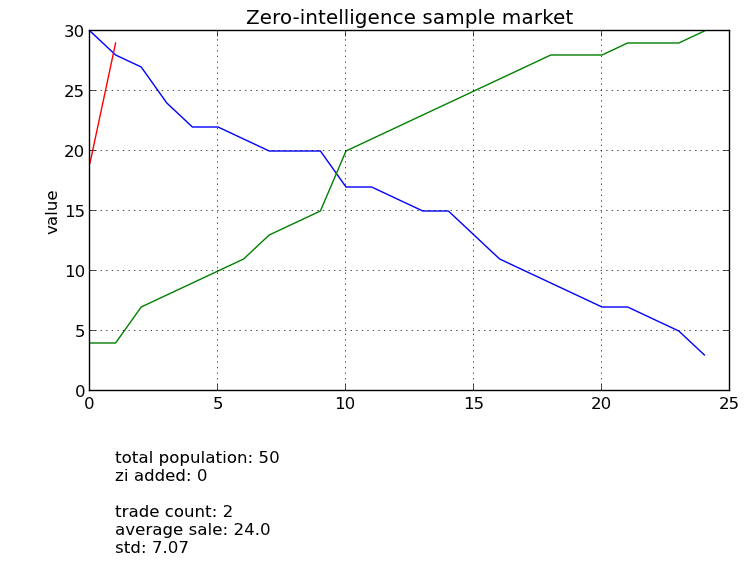 Zero-intelligence sample market
30
25
20
15
10
5
0
value
0 5 10 15 20 25
total population: 50
zi added: 0
trade count: 2
average sale: 24.0
std: 7.07